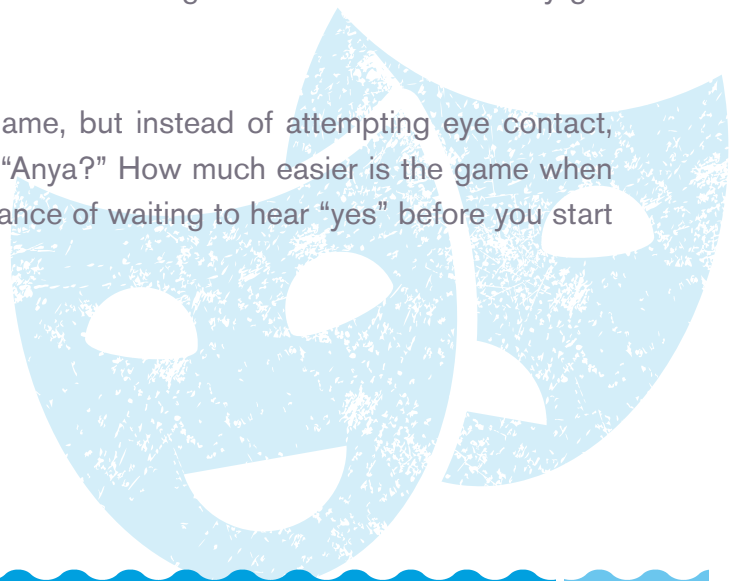 ame, but instead of attempting eye contact,
“Anya?” How much easier is the game when
ance of waiting to hear “yes” before you start